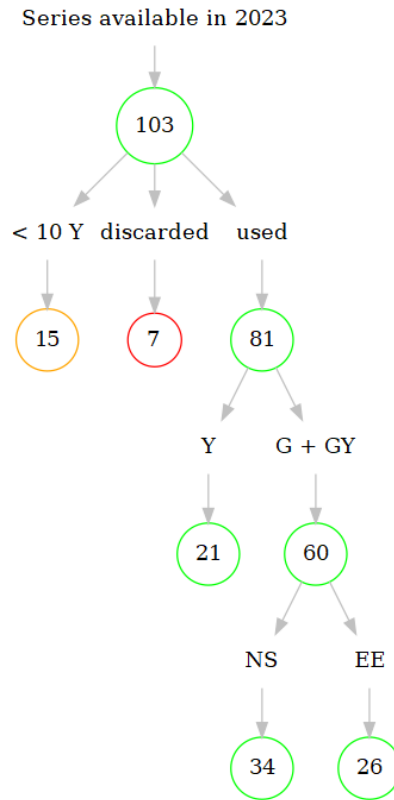 Series available in 2023
103
< 10 Y discarded used
15 7 81
Y G + GY
21 60
NS EE
34 26